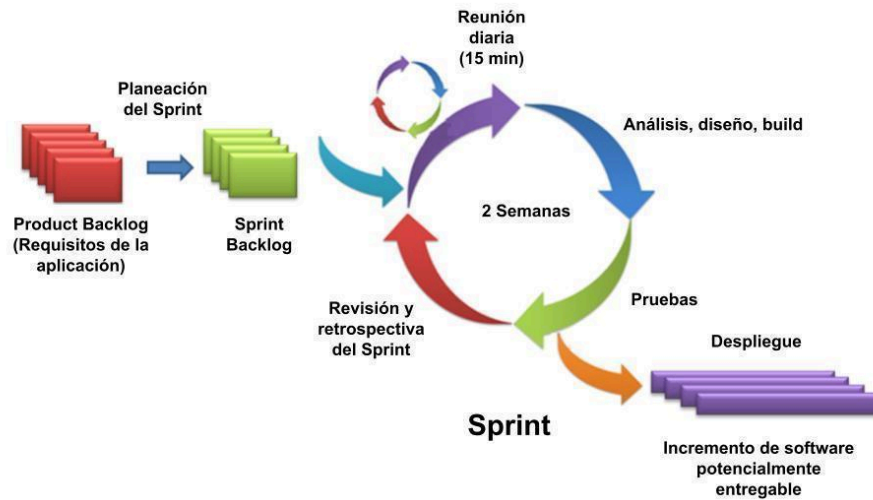 Reunión
diaria
(15 min)
Planeación
del Sprint
Análisis, diseño, build
2 Semanas
Product Backlog
(Requisitos de la
aplicación)
Sprint
Backlog
Pruebas
Revisión y
retrospectiva
del Sprint
Despliegue
Sprint
Incremento de software
potencialmente
entregable